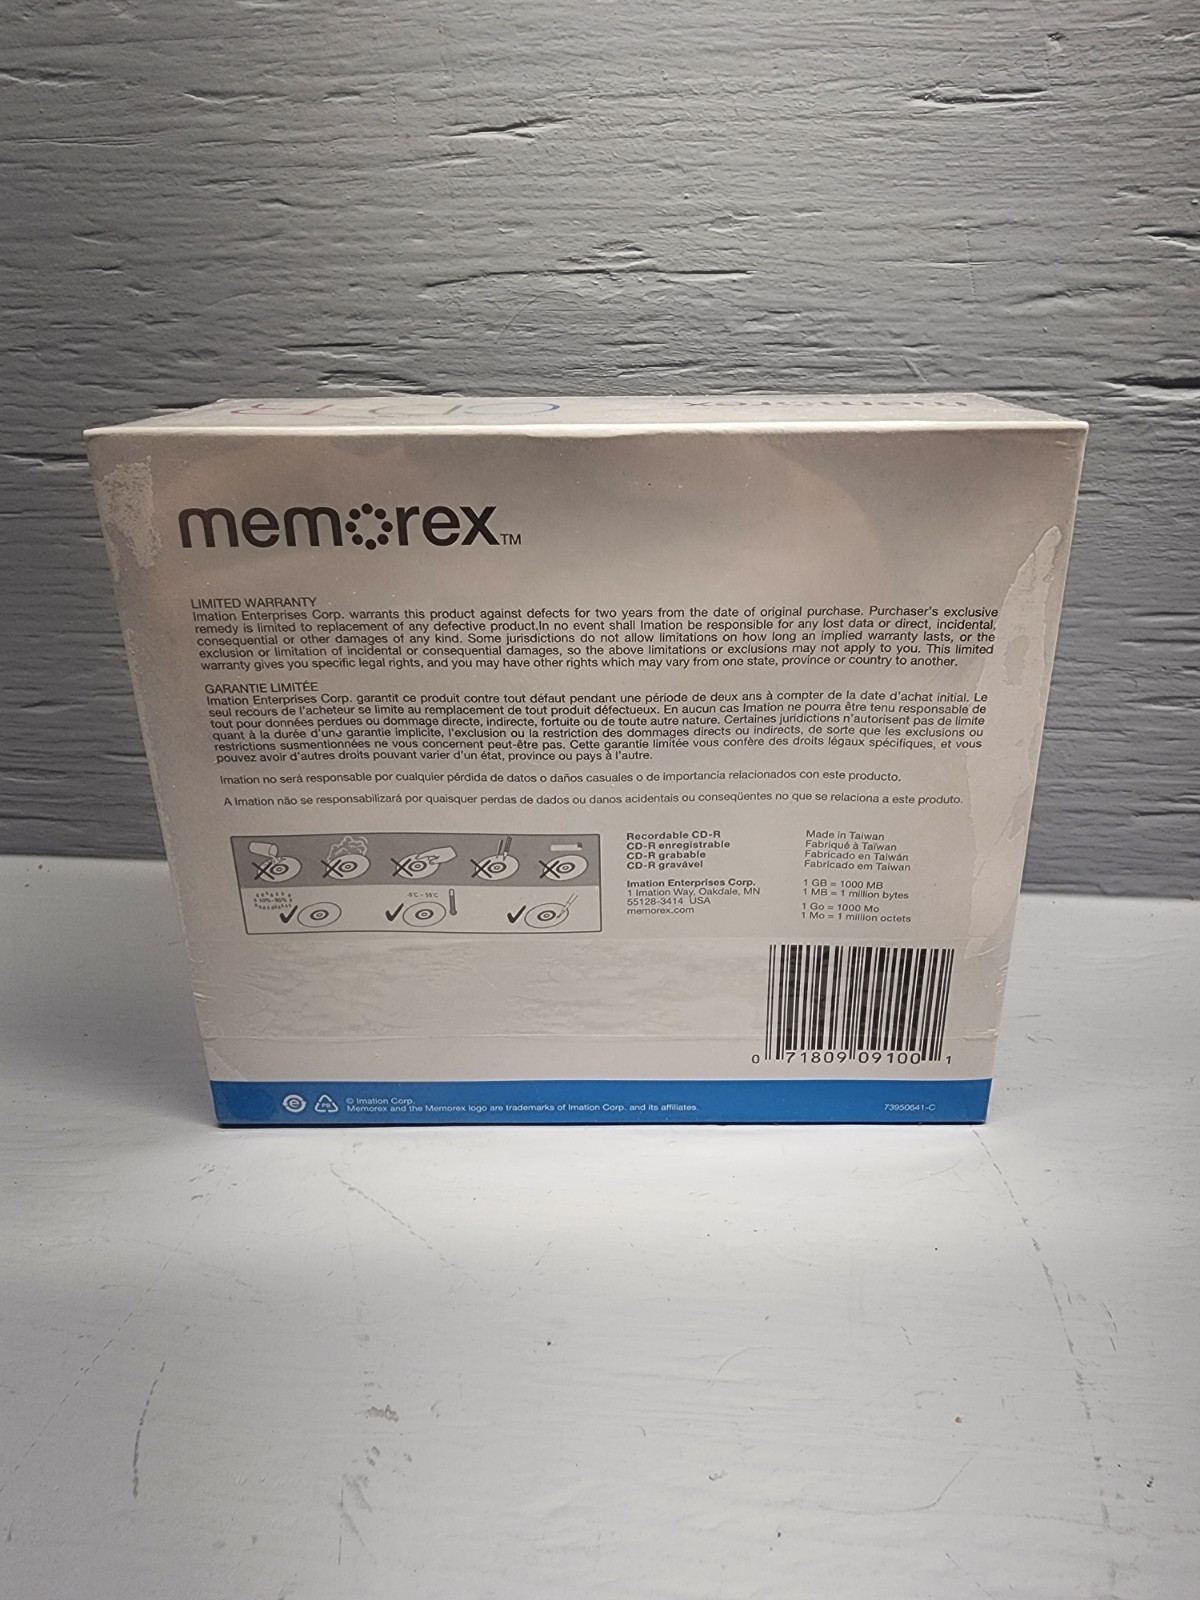 memorex
memorex™
LIMITED WARRANTY
Imation Enterprises Corp. warrants this product against defects for two years from the date of original purchase. Purchaser's exclusive
remedy is limited to replacement of any defective product.In no event shall Imation be responsible for any lost data or direct, incidental,
consequential or other damages of any kind. Some jurisdictions do not allow limitations on how long an implied warranty lasts, or the
exclusion or limitation of incidental or consequential damages, so the above limitations or exclusions may not apply to you. This limited
warranty gives you specific legal rights, and you may have other rights which may vary from one state, province or country to another.
GARANTIE LIMITÉE
Imation Enterprises Corp. garantit ce produit contre tout défaut pendant une période de deux ans à compter de la date d'achat initial. Le
seul recours de l'acheteur se limite au remplacement de tout produit défectueux. En aucun cas Imation ne pourra être tenu responsable de
tout pour données perdues ou dommage directe, indirecte, fortuite ou de toute autre nature. Certaines juridictions n'autorisent pas de limite
quant à la durée d'une garantie implicite, l'exclusion ou la restriction des dommages directs ou indirects, de sorte que les exclusions ou
restrictions susmentionnées ne vous concernent peut-être pas. Cette garantie limitée vous confère des droits légaux spécifiques, et vous
pouvez avoir d'autres droits pouvant varier d'un état, province ou pays à l'autre.
Imation no será responsable por cualquier pérdida de datos o daños casuales o de importancia relacionados con este producto.
A Imation não se responsabilizará por quaisquer perdas de dados ou danos acidentais ou conseqüentes no que se relaciona a este produto.
Recordable CD-R
CD-R enregistrable
CD-R grabable
CD-R gravável
Imation Enterprises Corp.
1 Imation Way, Oakdale, MN
55128-3414 USA
memorex.com
Made in Taiwan
Fabriqué à Taïwan
Fabricado en Taiwán
Fabricado em Taiwan
1 GB = 1000 MB
1 MB = 1 million bytes
1 Go = 1000 Mo
1 Mo = 1 million octets
0 71809 09100 1
© Imation Corp.
Memorex and the Memorex logo are trademarks of Imation Corp. and its affiliates.
73950641-C